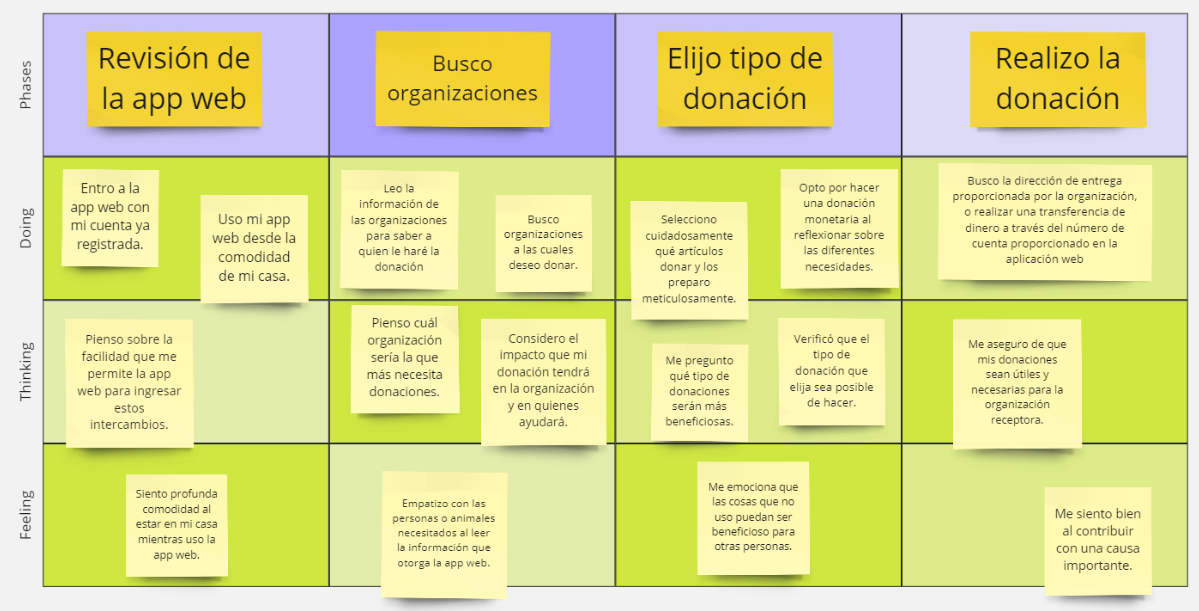 Phases
Revisión de
la app web
Busco
organizaciones
Elijo tipo de
donación
Realizo la
donación
Doing
Entro a la
app web con
mi cuenta ya
registrada.
Uso mi app
web desde la
comodidad
de mi casa.
Leo la
información de
las organizaciones
para saber a
quien le haré la
donación
Busco
organizaciones
a las cuales
deseo donar.
Selecciono
cuidadosamente
qué artículos
donar y los
preparo
meticulosamente.
Opto por hacer
una donación
monetaria al
reflexionar sobre
las diferentes
necesidades.
Busco la dirección de entrega
proporcionada por la organización,
o realizar una transferencia de
dinero a través del número de
cuenta proporcionado en la
aplicación web
Thinking
Pienso sobre la
facilidad que me
permite la app
web para ingresar
estos
intercambios.
Pienso cuál
organización
sería la que
más necesita
donaciones.
Considero el
impacto que mi
donación tendrá
en la organización
y en quienes
ayudará.
Me pregunto
qué tipo de
donaciones
serán más
beneficiosas.
Verificó que el
tipo de
donación que
elija sea posible
de hacer.
Me aseguro de que
mis donaciones
sean útiles y
necesarias para la
organización
receptora.
Feeling
Siento profunda
comodidad al
estar en mi casa
mientras uso la
app web.
Empatizo con las
personas o animales
necesitados al leer
la información que
otorga la app web.
Me emociona que
las cosas que no
uso puedan ser
beneficioso para
otras personas.
Me siento bien
al contribuir
con una causa
importante.